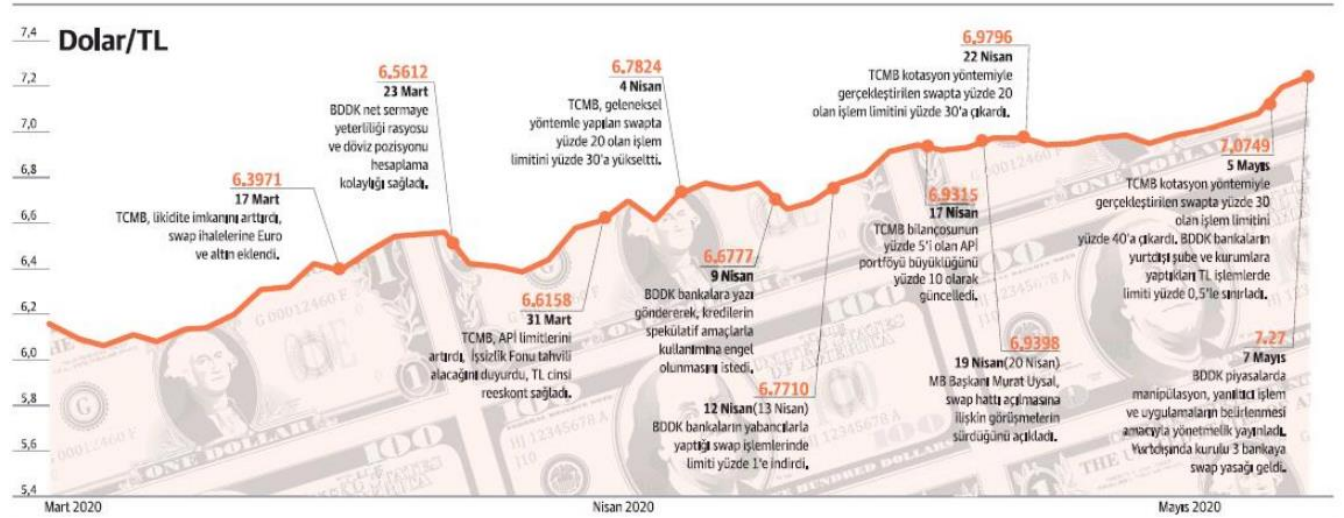 Dolar/TL
7,4
7,2
7,0
6,8
6,6
6,4
6,2
6,0
5,8
5,6
5,4
6,3971
17 Mart
TCMB, likidite imkanını arttırdı,
swap ihalelerine Euro
ve altın eklendi.
6,5612
23 Mart
BDDK net sermaye
yeterliliği rasyosu
ve döviz pozisyonu
hesaplama
kolaylığı sağladı.
6,6158
31 Mart
TCMB, APİ limitlerini
artırdı, İşsizlik Fonu tahvili
alacağını duyurdu, TL cinsi
reeskont sağladı.
6,7824
4 Nisan
TCMB, geleneksel
yöntemle yapılan swapta
yüzde 20 olan işlem
limitini yüzde 30'a yükseltti.
6,6777
9 Nisan
BDDK bankalara yazı
göndererek, kredilerin
spekülatif amaçlarla
kullanımına engel
olunmasını istedi.
6,7710
12 Nisan(13 Nisan)
BDDK bankaların yabancılarla
yaptığı swap işlemlerinde
limiti yüzde 1'e indirdi.
6,9315
17 Nisan
TCMB bilançosunun
yüzde 5'i olan API
portföyü büyüklüğünü
yüzde 10 olarak
güncelledi.
6,9398
19 Nisan(20 Nisan)
MB Başkanı Murat Uysal,
swap hattı açılmasına
ilişkin görüşmelerin
sürdüğünü açıkladı.
6,9796
22 Nisan
TCMB kotasyon yöntemiyle
gerçekleştirilen swapta yüzde 20
olan işlem limitini yüzde 30'a çıkardı.
7,0749
5 Mayıs
TCMB kotasyon yöntemiyle
gerçekleştirilen swapta yüzde 30
olan işlem limitini
yüzde 40'a çıkardı. BDDK bankaların
yurtdışı şube ve kurumlara
yaptıkları TL işlemlerde
limiti yüzde 0,5'le sınırladı.
7,27
7 Mayıs
BDDK piyasalarda
manipülasyon, yanıltıcı işlem
ve uygulamaların belirlenmesi
amacıyla yönetmelik yayınladı.
Yurtdışında kurulu 3 bankaya
swap yasağı geldi.
Mart 2020
Nisan 2020
Mayıs 2020